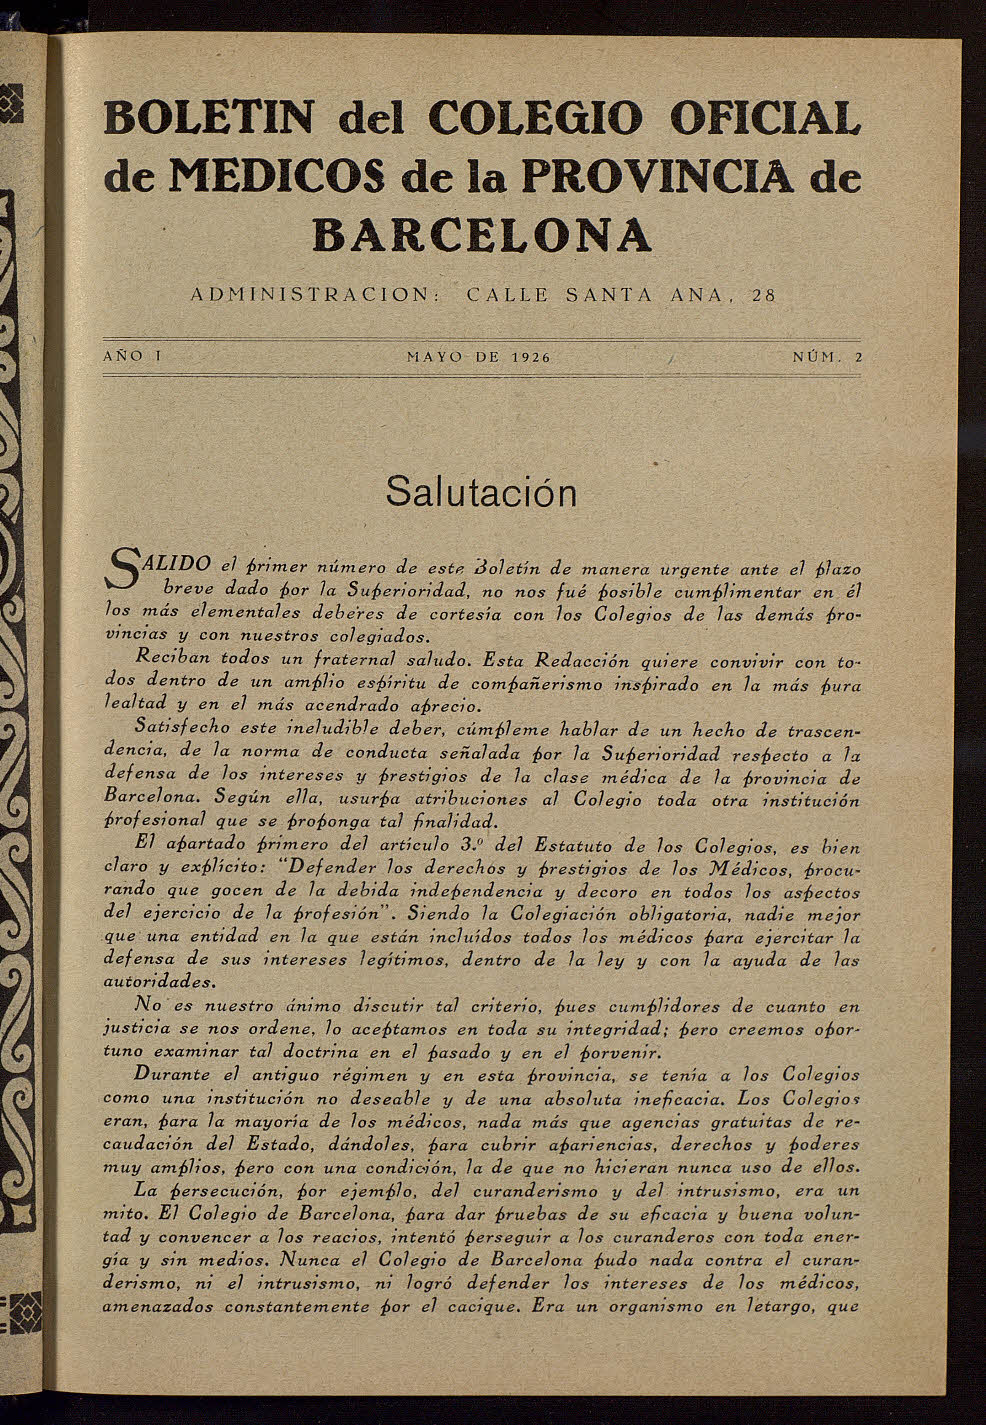 BOLETIN del COLEGIO OFICIAL
de MEDICOS de la PROVINCIA de
BARCELONA
ADMINISTRACION: CALLE SANTA ANA, 28
AÑO I MAYO DE 1926 NÚM. 2
Salutación
SALIDO el primer número de este Boletín de manera urgente ante el plazo
breve dado por la Superioridad, no nos fué posible cumplimentar en él
los más elementales deberes de cortesía con los Colegios de las demás pro-
vincias y con nuestros colegiados.
Reciban todos un fraternal saludo. Esta Redacción quiere convivir con to-
dos dentro de un amplio espíritu de compañerismo inspirado en la más pura
lealtad y en el más acendrado aprecio.
Satisfecho este ineludible deber, cúmpleme hablar de un hecho de trascen-
dencia, de la norma de conducta señalada por la Superioridad respecto a la
defensa de los intereses y prestigios de la clase médica de la provincia de
Barcelona. Según ella, usurpa atribuciones al Colegio toda otra institución
profesional que se proponga tal finalidad.
El apartado primero del artículo 3.º del Estatuto de los Colegios, es bien
claro y explícito: “Defender los derechos y prestigios de los Médicos, procu-
rando que gocen de la debida independencia y decoro en todos los aspectos
del ejercicio de la profesión”. Siendo la Colegiación obligatoria, nadie mejor
que una entidad en la que están incluídos todos los médicos para ejercitar la
defensa de sus intereses legítimos, dentro de la ley y con la ayuda de las
autoridades.
No es nuestro ánimo discutir tal criterio, pues cumplidores de cuanto en
justicia se nos ordene, lo aceptamos en toda su integridad; pero creemos opor-
tuno examinar tal doctrina en el pasado y en el porvenir.
Durante el antiguo régimen y en esta provincia, se tenía a los Colegios
como una institución no deseable y de una absoluta ineficacia. Los Colegios
eran, para la mayoría de los médicos, nada más que agencias gratuitas de re-
caudación del Estado, dándoles, para cubrir apariencias, derechos y poderes
muy amplios, pero con una condición, la de que no hicieran nunca uso de ellos.
La persecución, por ejemplo, del curanderismo y del intrusismo, era un
mito. El Colegio de Barcelona, para dar pruebas de su eficacia y buena volun-
tad y convencer a los reacios, intentó perseguir a los curanderos con toda ener-
gía y sin medios. Nunca el Colegio de Barcelona pudo nada contra el curan-
derismo, ni el intrusismo, ni logró defender los intereses de los médicos,
amenazados constantemente por el cacique. Era un organismo en letargo, que